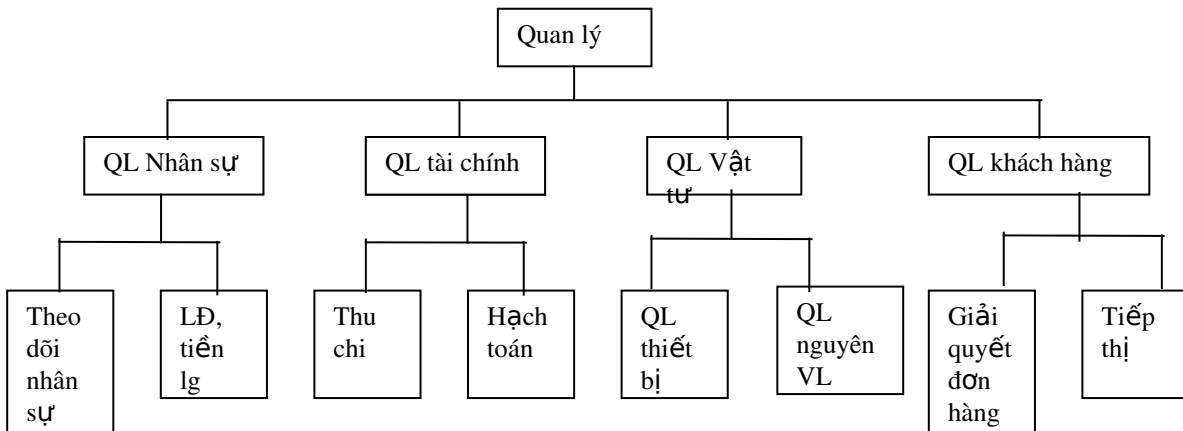 Quan lý
QL Nhân sự
QL tài chính
QL Vật
tư
QL khách hàng
Theo
dõi
nhân
sự
LĐ,
tiền
lg
Thu
chi
Hạch
toán
QL
thiết
bị
QL
nguyên
VL
Giải
quyết
đơn
hàng
Tiếp
thị